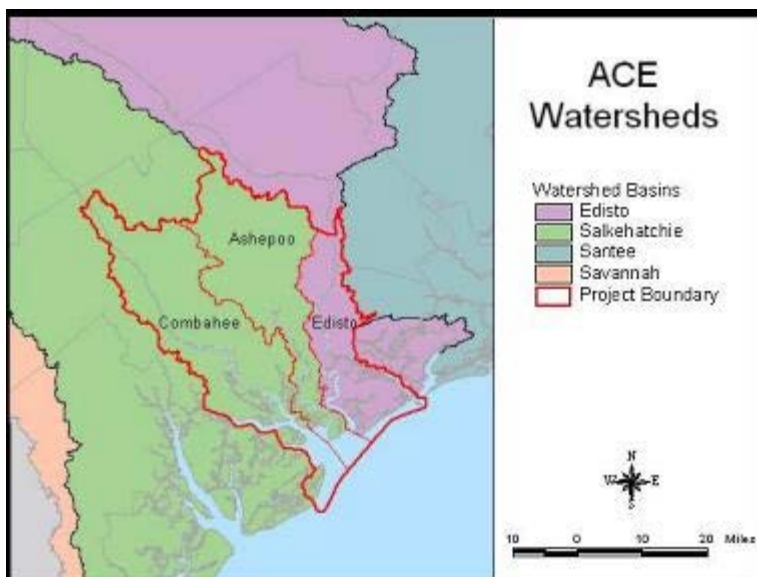 ACE
Watersheds
Watershed Basins
Edisto
Salkehatchie
Santee
Savannah
Project Boundary
Ashepoo
Combahee
Edisto
N
W E
S
10 0 10 20 Miles